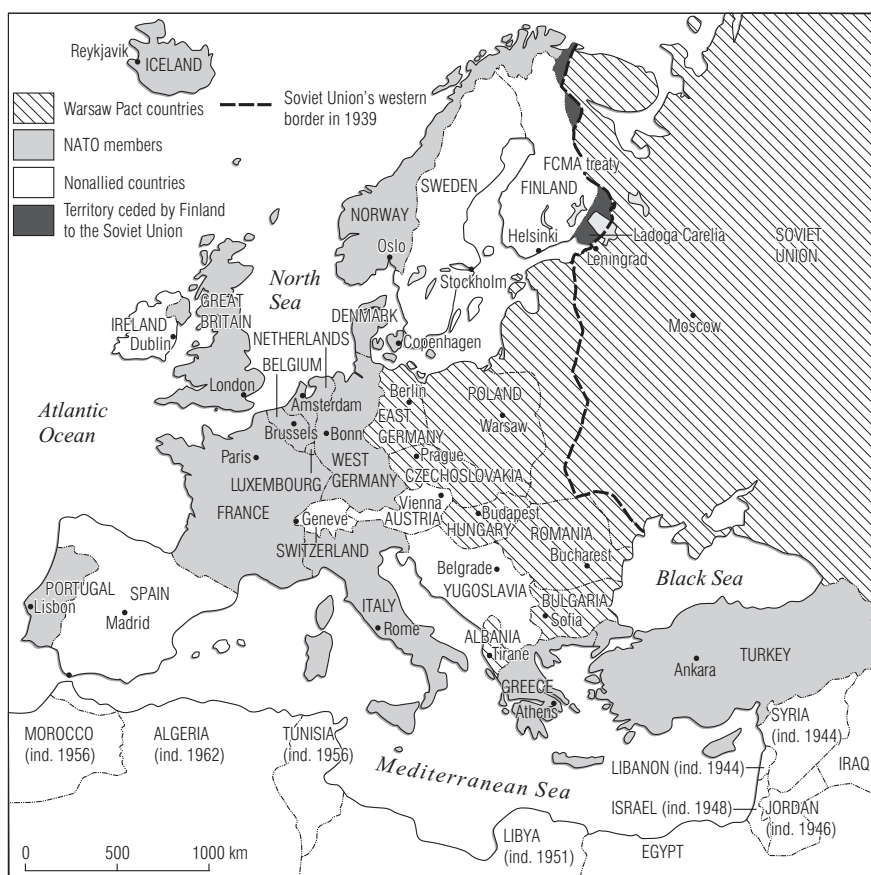 Reykjavik
ICELAND
Warsaw Pact countries
NATO members
Nonallied countries
Territory ceded by Finland
to the Soviet Union
Soviet Union's western
border in 1939
FCMA treaty
SWEDEN
FINLAND
NORWAY
Helsinki
Ladoga Carelia
Leningrad
SOVIET
UNION
Oslo
Stockholm
North
Sea
Moscow
GREAT
BRITAIN
IRELAND
Dublin
DENMARK
Copenhagen
NETHERLANDS
BELGIUM
London
Amsterdam
Berlin
POLAND
Warsaw
EAST
GERMANY
Atlantic
Ocean
Brussels
Bonn
Prague
CZECHOSLOVAKIA
Paris
WEST
GERMANY
LUXEMBOURG
FRANCE
Vienna
AUSTRIA
Budapest
HUNGARY
Geneve
SWITZERLAND
ROMANIA
Bucharest
Belgrade
YUGOSLAVIA
Black Sea
PORTUGAL
Lisbon
SPAIN
Madrid
ITALY
Rome
BULGARIA
Sofia
ALBANIA
Tirane
GREECE
Athens
Ankara
TURKEY
MOROCCO
(ind. 1956)
ALGERIA
(ind. 1962)
TUNISIA
(ind. 1956)
Mediterranean Sea
SYRIA
(ind. 1944)
LIBANON (ind. 1944)
IRAQ
ISRAEL (ind. 1948)
JORDAN
(ind. 1946)
LIBYA
(ind. 1951)
EGYPT
0 500 1000 km